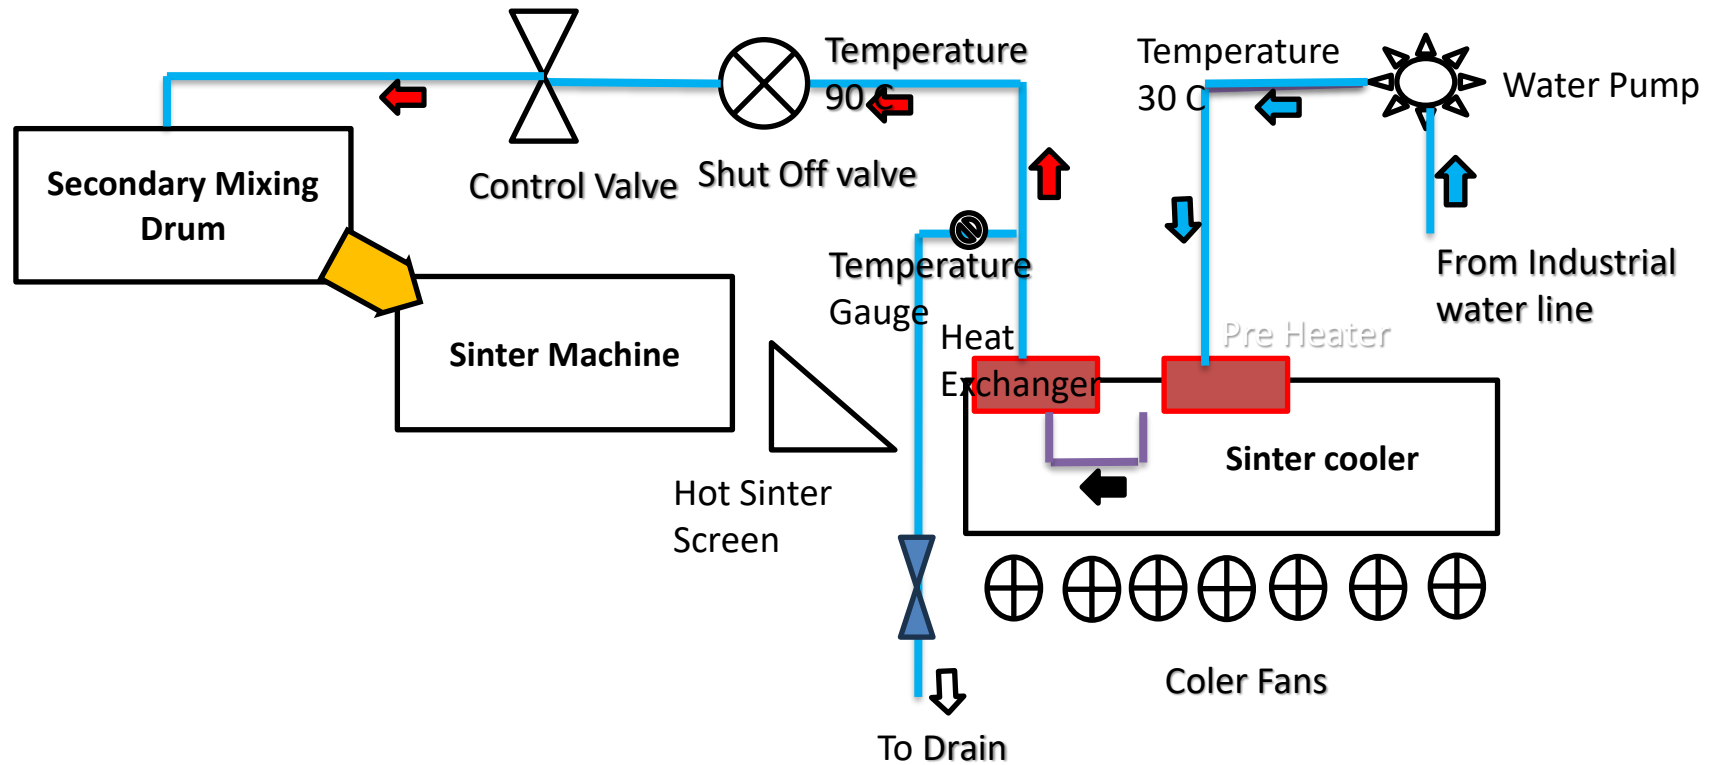 Temperature
90 C
Temperature
30 C
Water Pump
Secondary Mixing
Drum
Control Valve
Shut Off valve
From Industrial
water line
Temperature
Gauge
Heat
Exchanger
Pre Heater
Sinter Machine
Sinter cooler
Hot Sinter
Screen
Coler Fans
To Drain